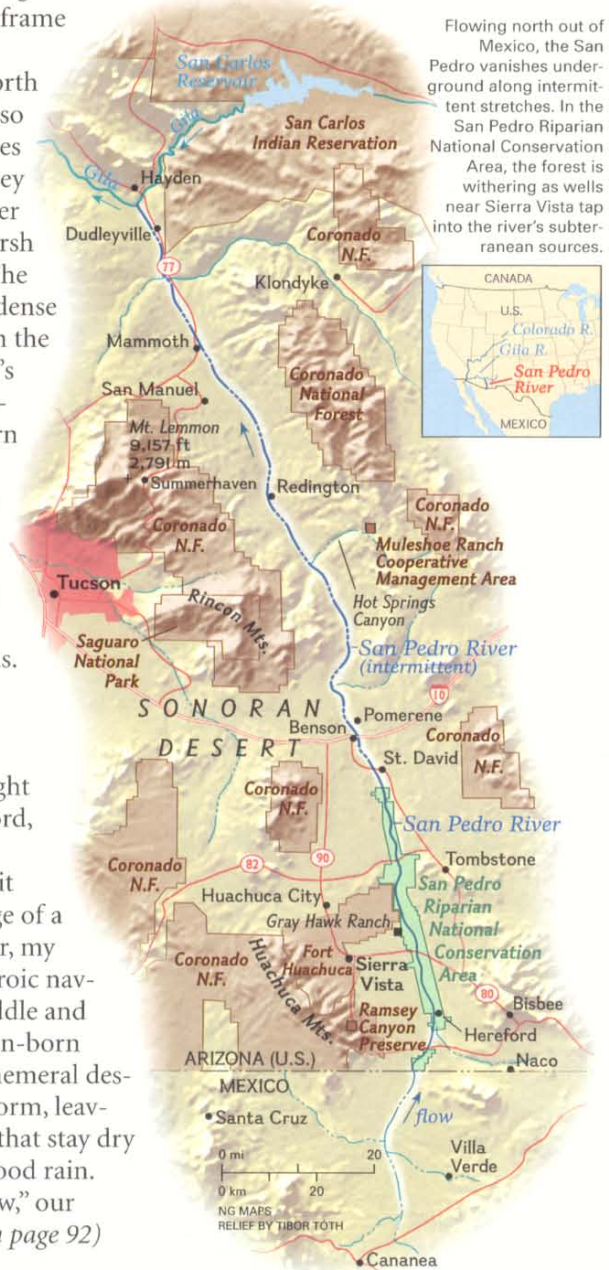 frame
orth
so
es
ey
er
rsh
he
dense
n the
's
-
rn
s.
ght
ord,
it
ge of a
r, my
roic nav-
ddle and
n-born
hemeral des-
orm, leav-
that stay dry
ood rain.
w," our
page 92)
Flowing north out of
Mexico, the San
Pedro vanishes under-
ground along intermit-
tent stretches. In the
San Pedro Riparian
National Conservation
Area, the forest is
withering as wells
near Sierra Vista tap
into the river's subter-
ranean sources.
CANADA
U.S.
Colorado R.
Gila R.
San Pedro
River
MEXICO
San Carlos
Reservoir
Gila
San Carlos
Indian Reservation
Gila
Hayden
Dudleyville
Coronado
N.F.
77
Klondyke
Mammoth
San Manuel
Coronado
National
Forest
Mt. Lemmon
9,157 ft
2,791 m
Summerhaven
Redington
Coronado
N.F.
Coronado
N.F.
Muleshoe Ranch
Cooperative
Management Area
Tucson
Hot Springs
Canyon
Rincon Mts.
Saguaro
National
Park
San Pedro River
(intermittent)
10
SONORAN
DESERT
Pomerene
Benson
Coronado
N.F.
St. David
Coronado
N.F.
San Pedro River
82
90
Tombstone
Coronado
N.F.
San Pedro
Riparian
National
Conservation
Area
Huachuca City
Gray Hawk Ranch
Coronado
N.F.
Huachuca Mts.
Fort
Huachuca
Sierra
Vista
80
Bisbee
Ramsey
Canyon
Preserve
Hereford
Naco
ARIZONA (U.S.)
MEXICO
Santa Cruz
flow
Villa
Verde
0 mi 20
0 km 20
NG MAPS
RELIEF BY TIBOR TÓTH
Cananea